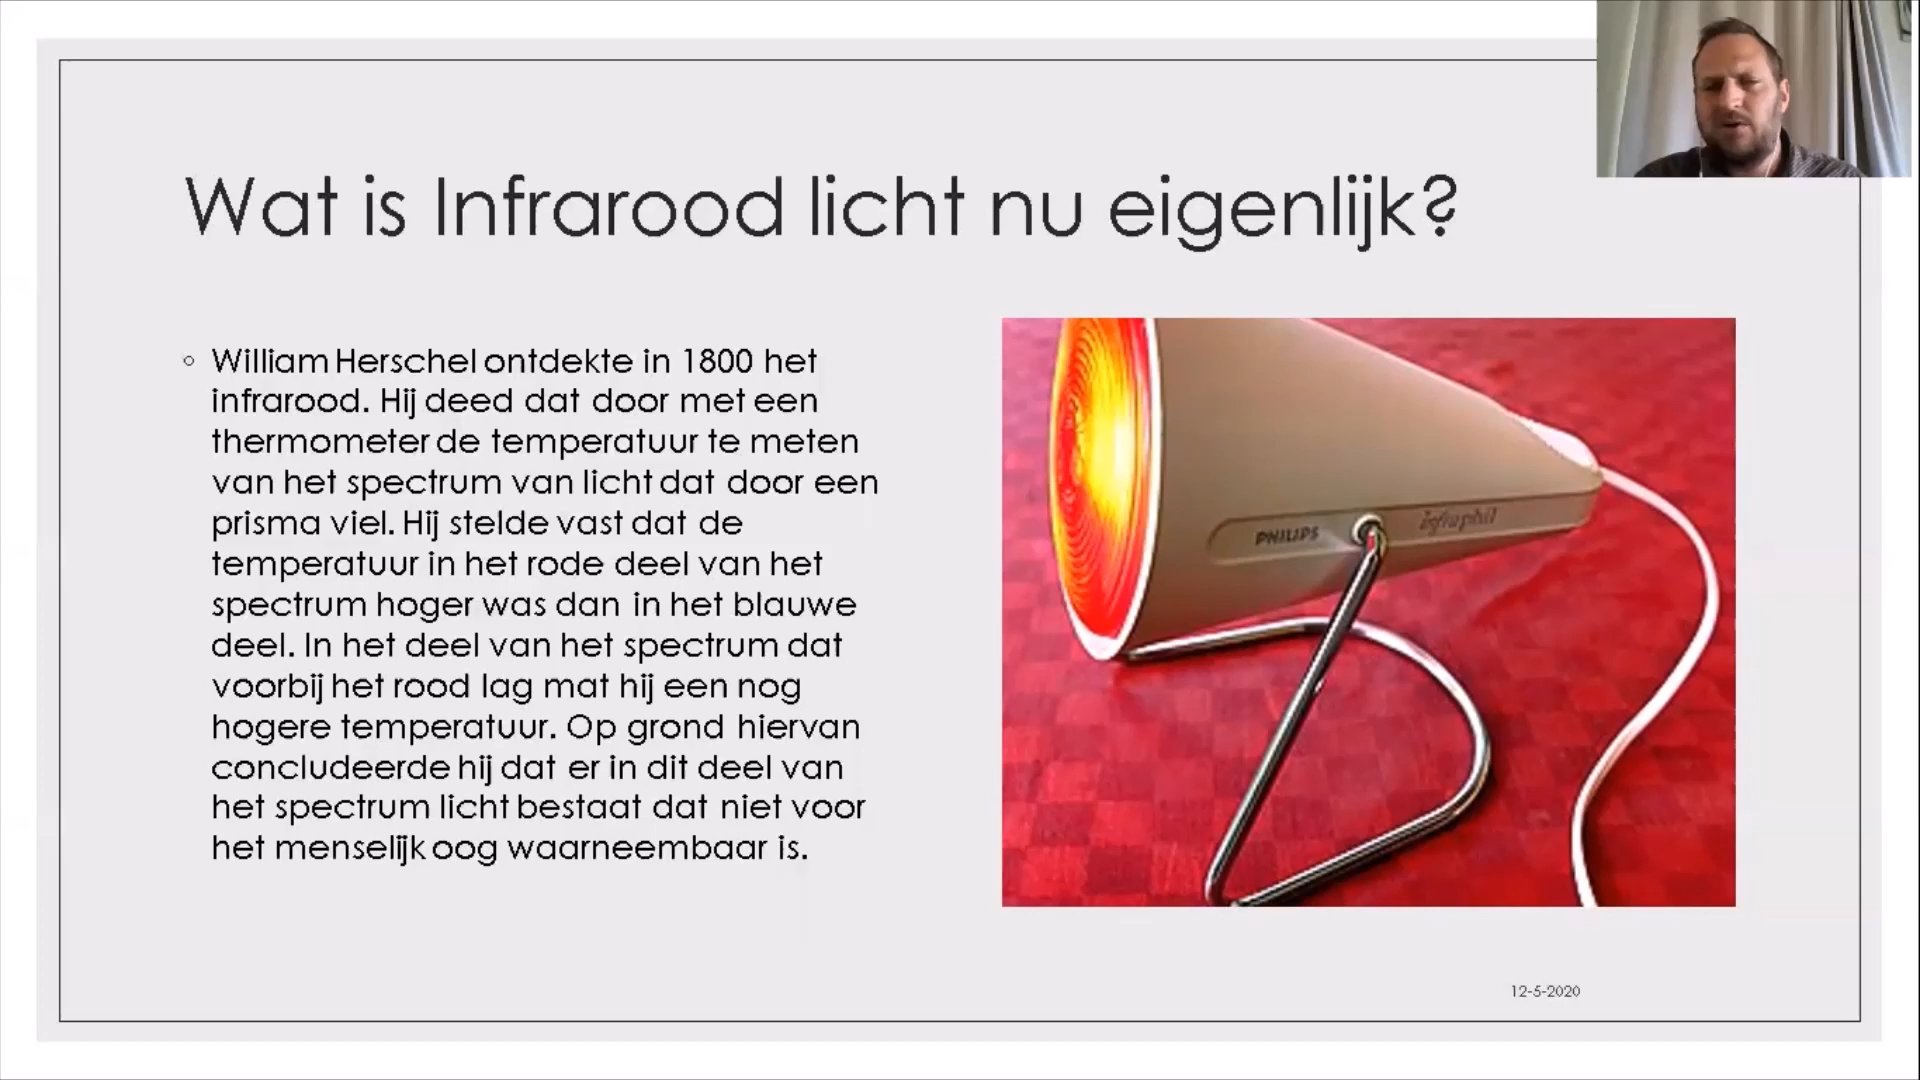 Wat is Infrarood licht nu eigenlijk?
◦ William Herschel ontdekte in 1800 het
infrarood. Hij deed dat door met een
thermometer de temperatuur te meten
van het spectrum van licht dat door een
prisma viel. Hij stelde vast dat de
temperatuur in het rode deel van het
spectrum hoger was dan in het blauwe
deel. In het deel van het spectrum dat
voorbij het rood lag mat hij een nog
hogere temperatuur. Op grond hiervan
concludeerde hij dat er in dit deel van
het spectrum licht bestaat dat niet voor
het menselijk oog waarneembaar is.
PHILIPS
infraphil
12-5-2020